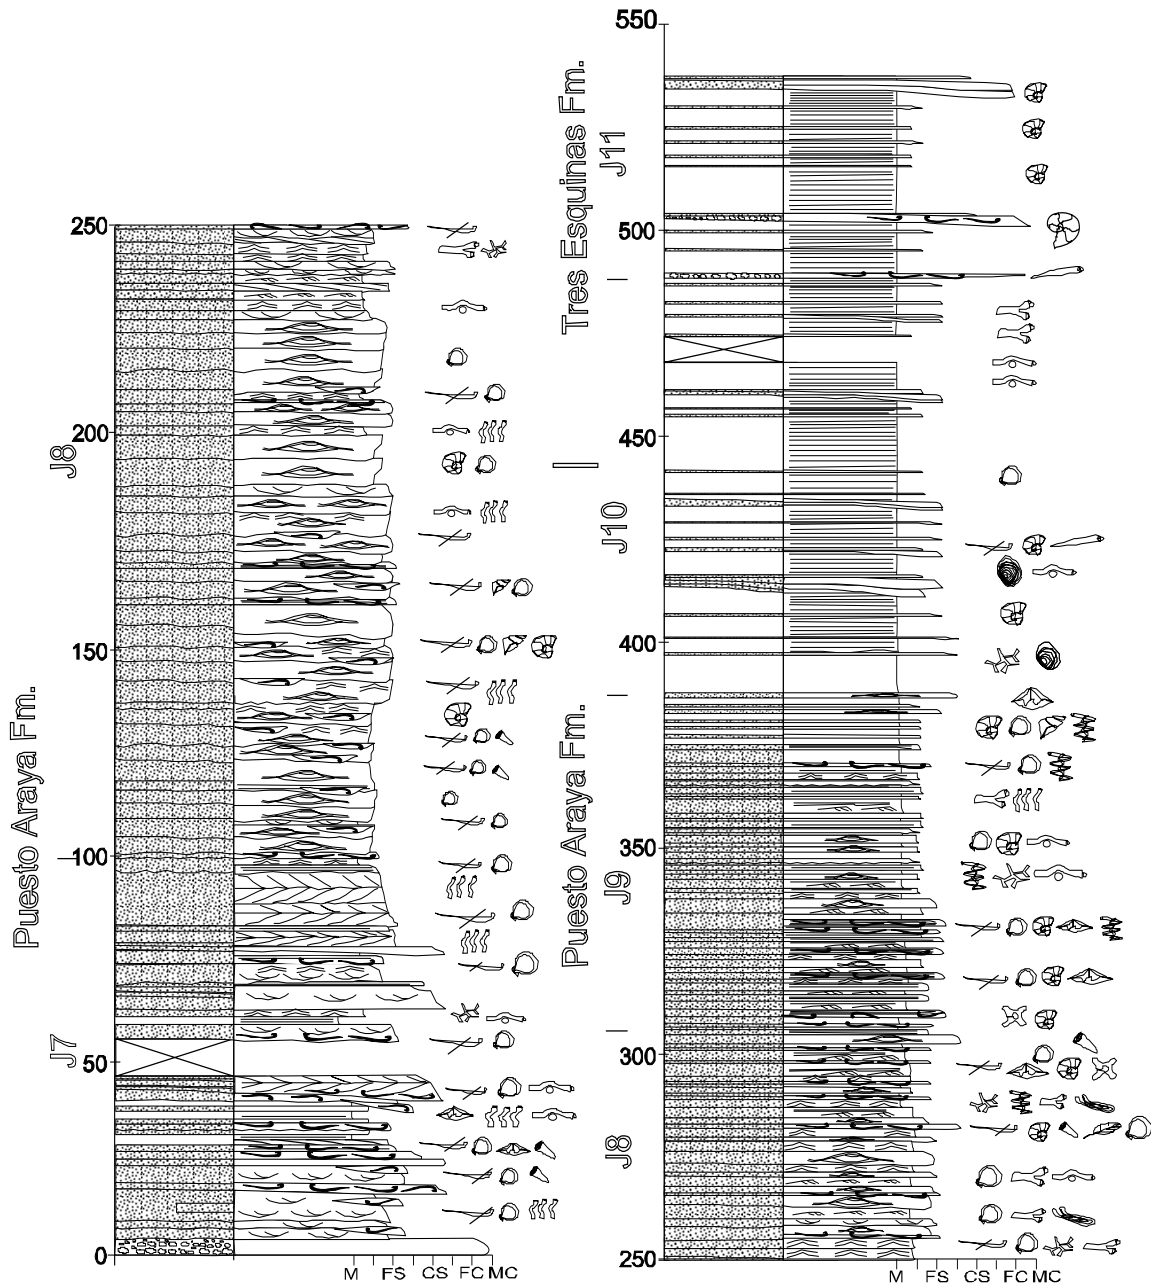 250
200
150
100
50
0
J8
J7
Puesto Araya Fm.
M FS CS FC MC
550
500
450
400
350
300
250
Tres Esquinas Fm.
J11
J10
Puesto Araya Fm.
J9
J8
M FS CS FC MC